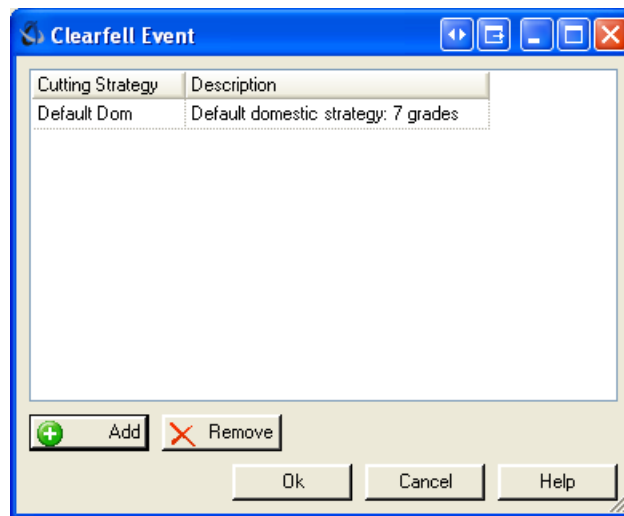 Clearfell Event
Cutting Strategy Description
Default Dom Default domestic strategy: 7 grades
Add Remove
Ok Cancel Help